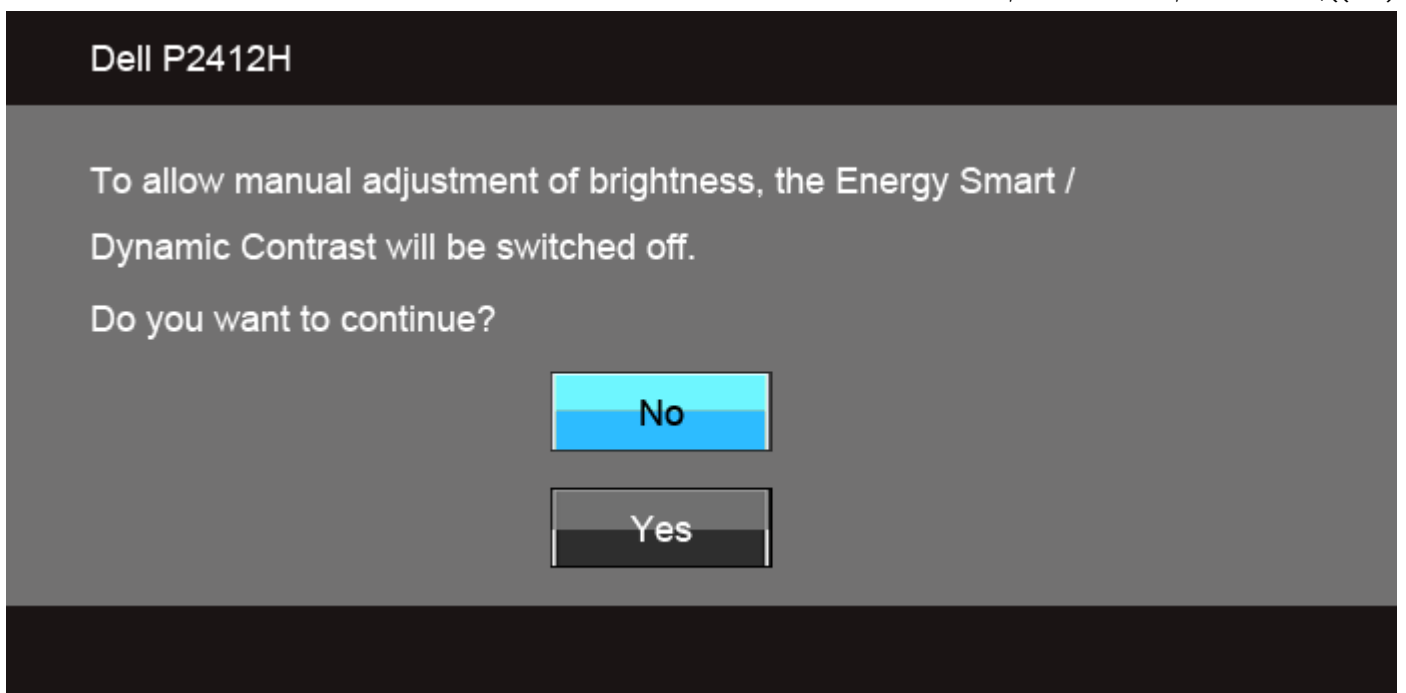 Dell P2412H
To allow manual adjustment of brightness, the Energy Smart /
Dynamic Contrast will be switched off.
Do you want to continue?
No
Yes